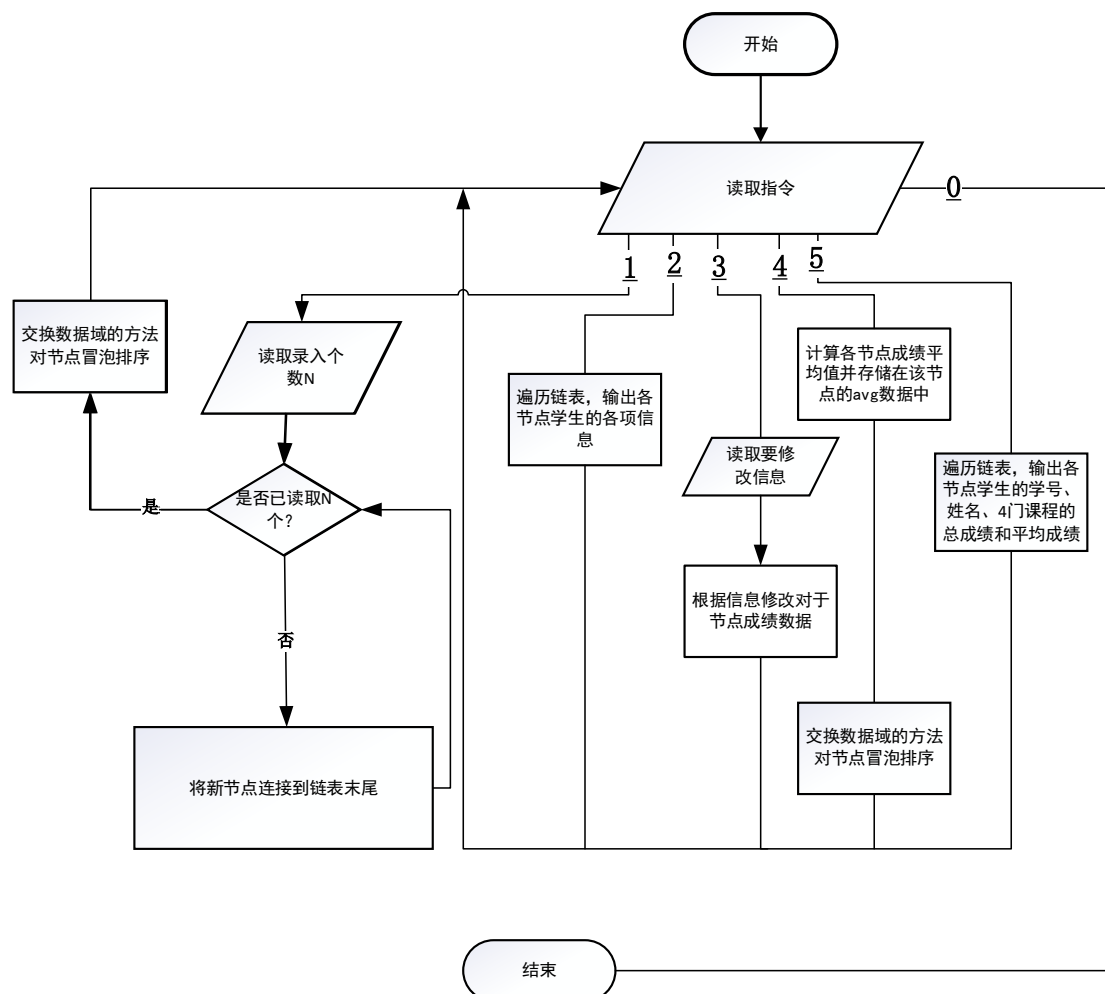 开始
读取指令
0
1
2
3
4
5
交换数据域的方法
对节点冒泡排序
读取录入个
数N
遍历链表，输出各
节点学生的各项信
息
计算各节点成绩平
均值并存储在该节
点的avg数据中
读取要修
改信息
遍历链表，输出各
节点学生的学号、
姓名、4门课程的
总成绩和平均成绩
是否已读取N
个？
是
根据信息修改对于
节点成绩数据
否
交换数据域的方法
对节点冒泡排序
将新节点连接到链表末尾
结束